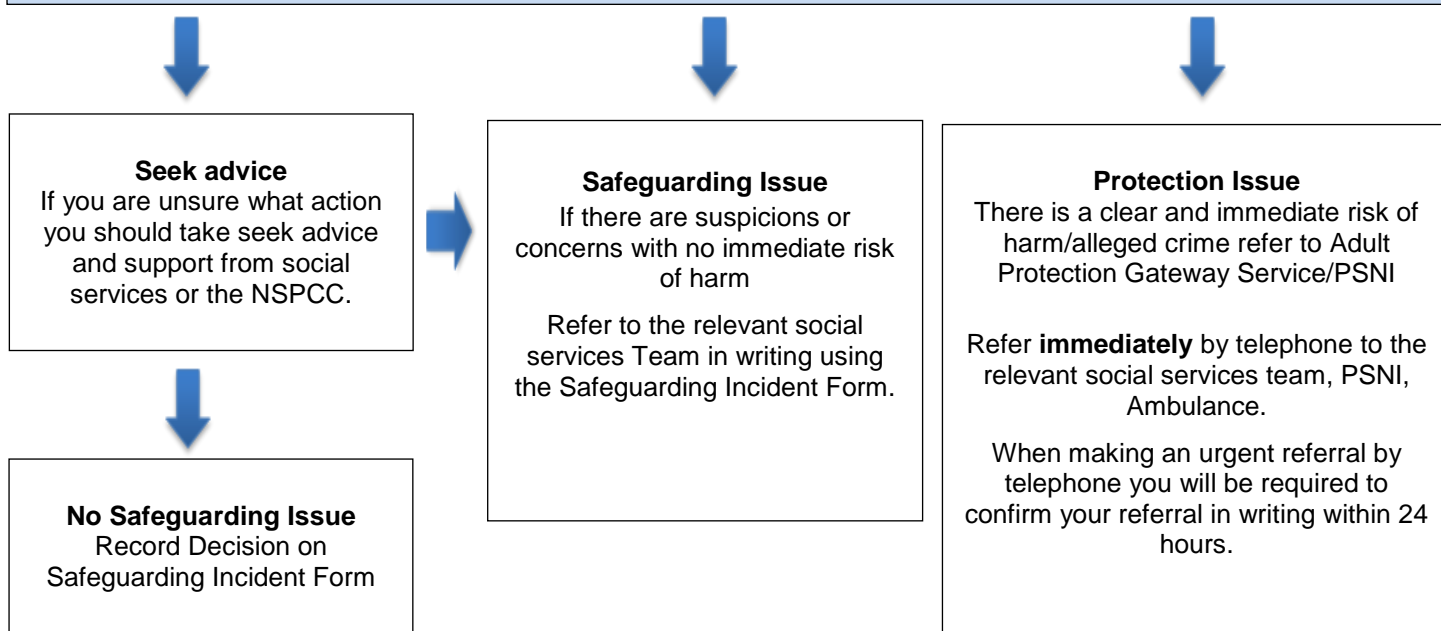 Seek advice
If you are unsure what action
you should take seek advice
and support from social
services or the NSPCC.
No Safeguarding Issue
Record Decision on
Safeguarding Incident Form
Safeguarding Issue
If there are suspicions or
concerns with no immediate risk
of harm
Refer to the relevant social
services Team in writing using
the Safeguarding Incident Form.
Protection Issue
There is a clear and immediate risk of
harm/alleged crime refer to Adult
Protection Gateway Service/PSNI
Refer immediately by telephone to the
relevant social services team, PSNI,
Ambulance.
When making an urgent referral by
telephone you will be required to
confirm your referral in writing within 24
hours.